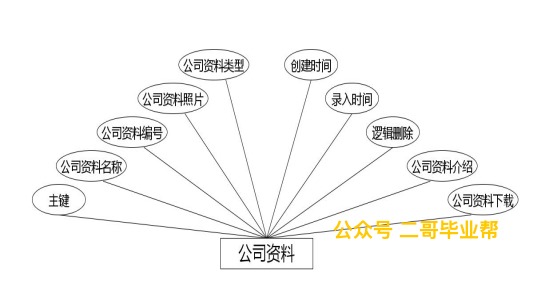 公司资料类型
创建时间
公司资料照片
录入时间
公司资料编号
逻辑删除
公司资料名称
公司资料介绍
主键
公司资料下载
公众号 二哥毕业帮
公司资料